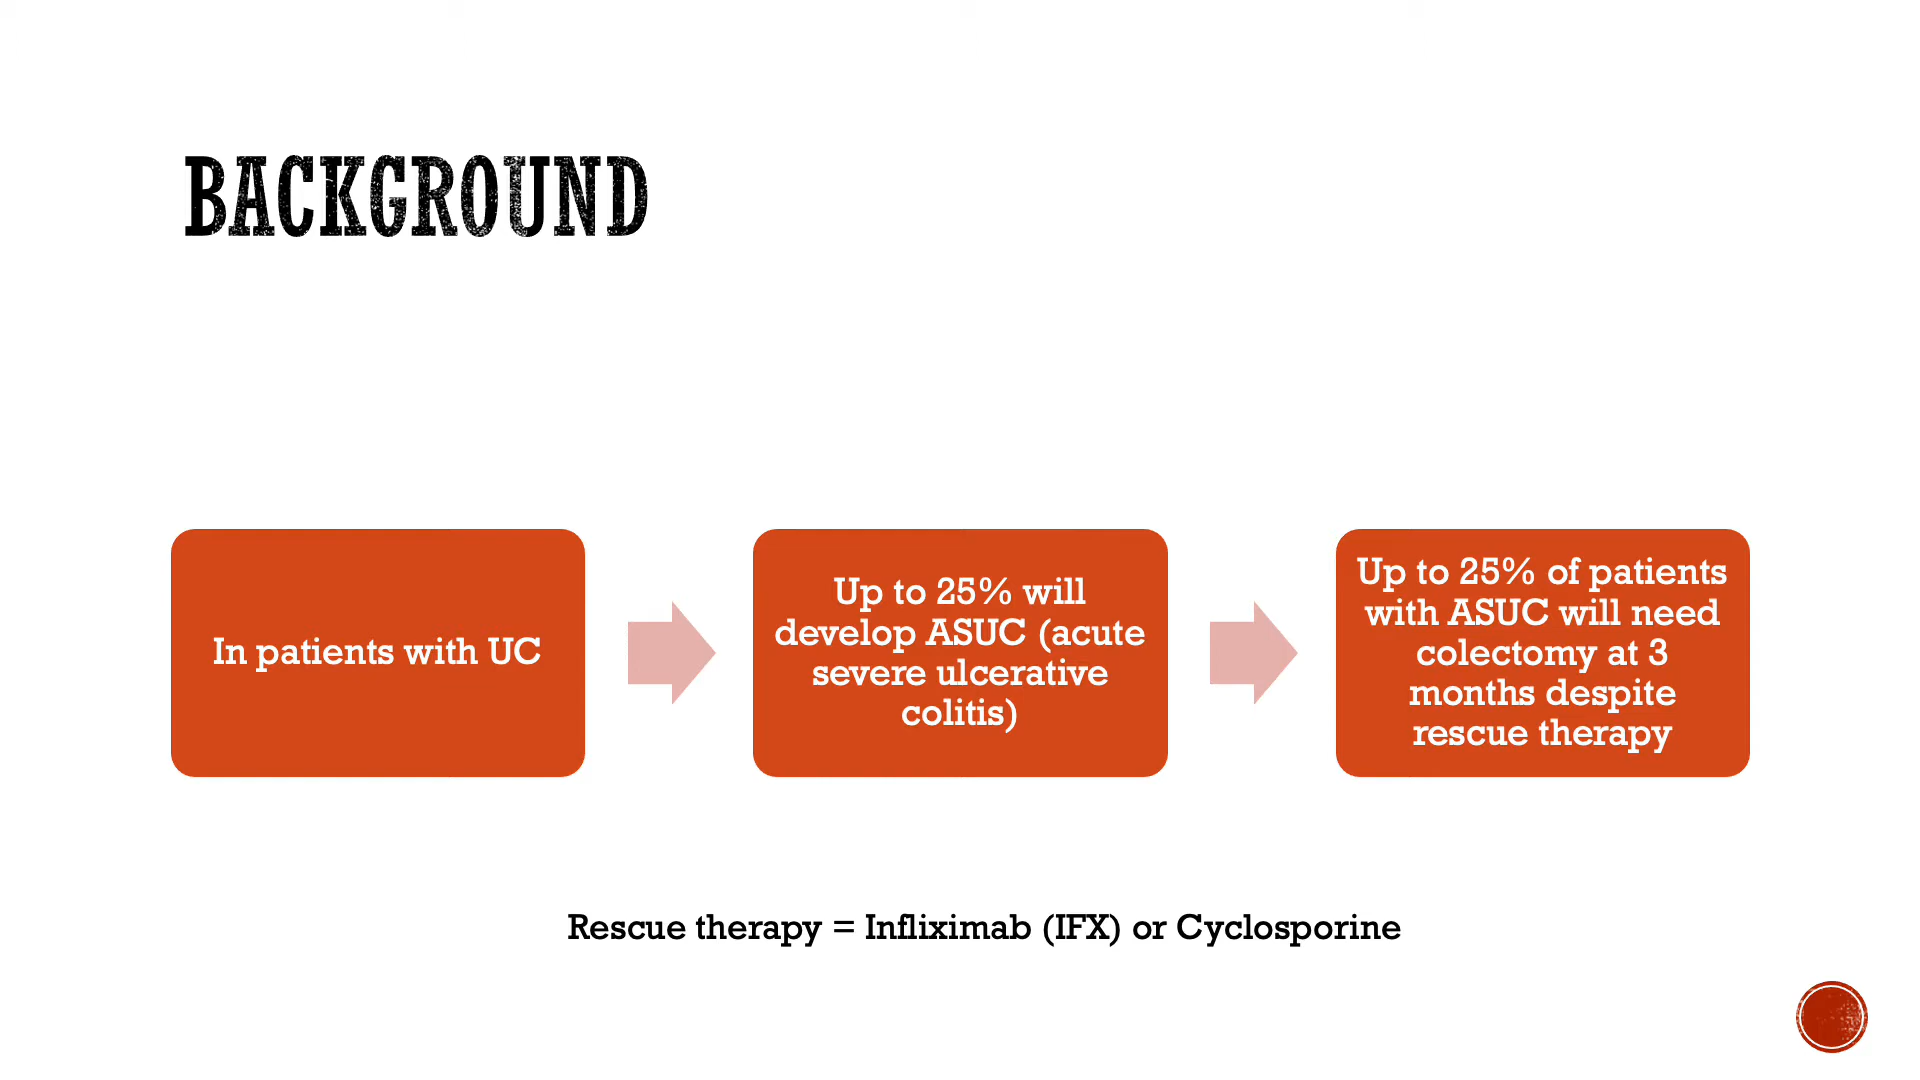 BACKGROUND
In patients with UC
Up to 25% will
develop ASUC (acute
severe ulcerative
colitis)
Up to 25% of patients
with ASUC will need
colectomy at 3
months despite
rescue therapy
Rescue therapy = Infliximab (IFX) or Cyclosporine